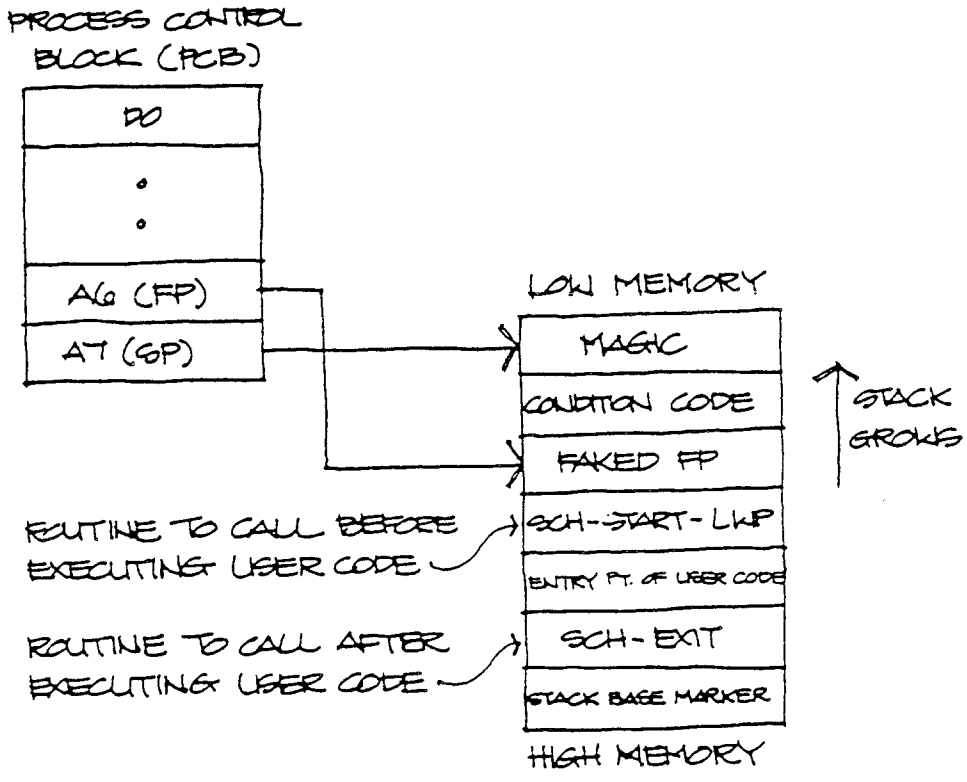 PROCESS CONTROL
BLOCK (PCB)
D0
A6 (FP)
A7 (SP)
LOW MEMORY
MAGIC
CONDITION CODE
FAKED FP
SCH-START-LWP
ENTRY PT. OF USER CODE
SCH-EXIT
STACK BASE MARKER
HIGH MEMORY
STACK
GROWS
ROUTINE TO CALL BEFORE
EXECUTING USER CODE
ROUTINE TO CALL AFTER
EXECUTING USER CODE